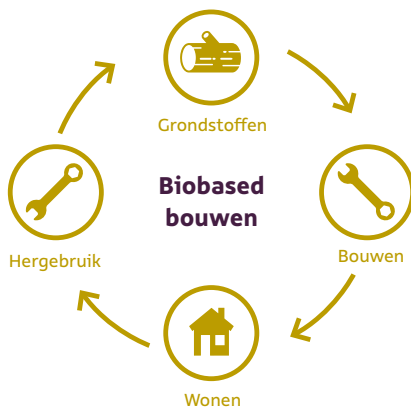 Grondstoffen
Biobased
bouwen
Hergebruik
Bouwen
Wonen